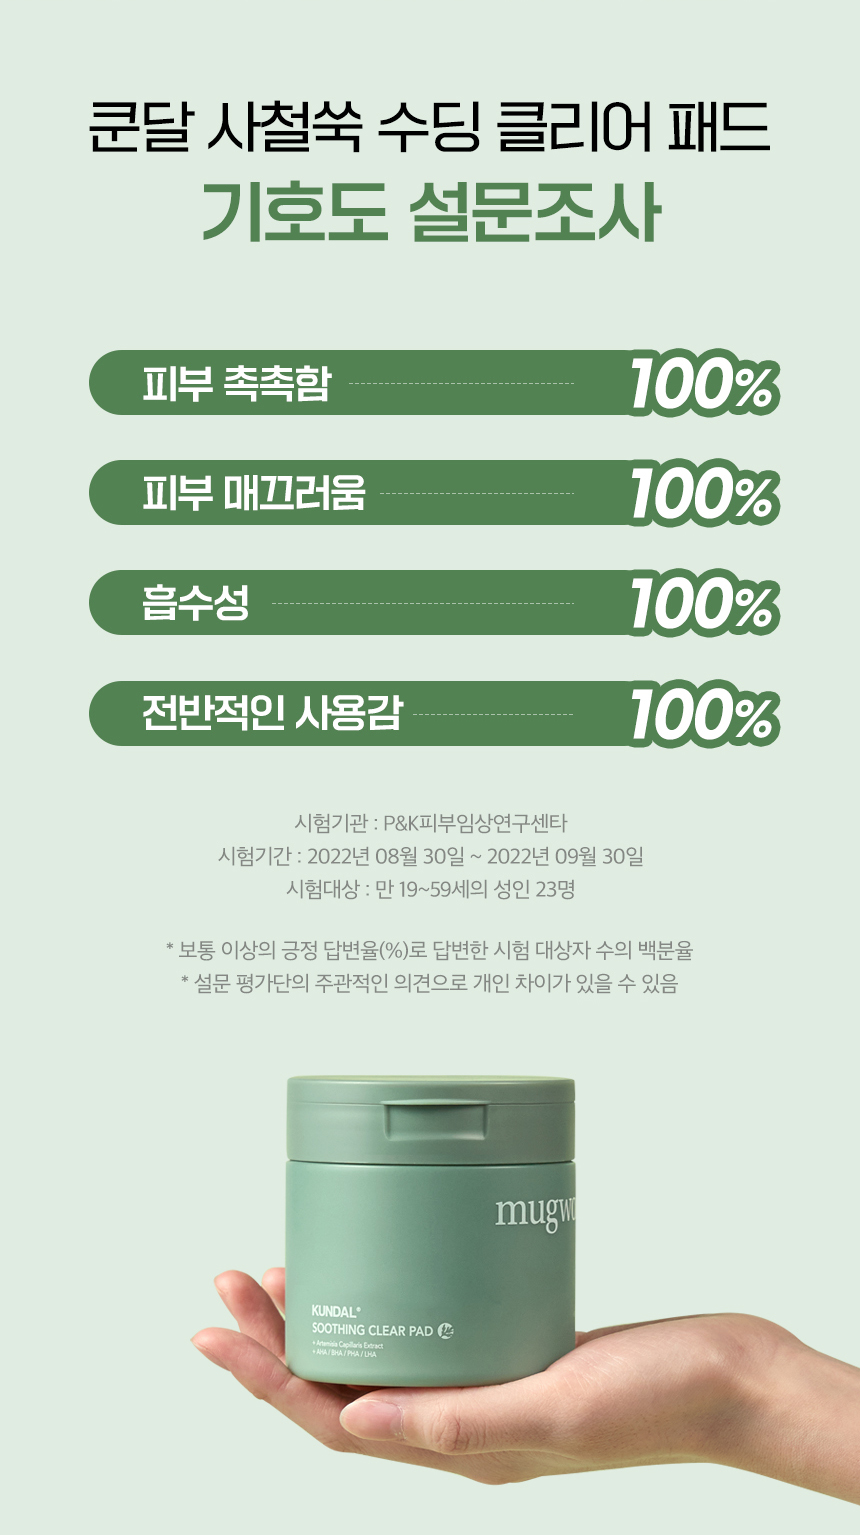 쿤달 사철쑥 수딩 클리어 패드
기호도 설문조사
피부 촉촉함 100%
피부 매끄러움 100%
흡수성 100%
전반적인 사용감 100%
시험기관 : P&K피부임상연구센타
시험기간 : 2022년 08월 30일 ~ 2022년 09월 30일
시험대상 : 만 19~59세의 성인 23명
* 보통 이상의 긍정 답변율(%)로 답변한 시험 대상자 수의 백분율
* 설문 평가단의 주관적인 의견으로 개인 차이가 있을 수 있음
mugwo
KUNDAL®
SOOTHING CLEAR PAD
+ Artemisia Capillaris Extract
+ AHA / BHA / PHA / LHA